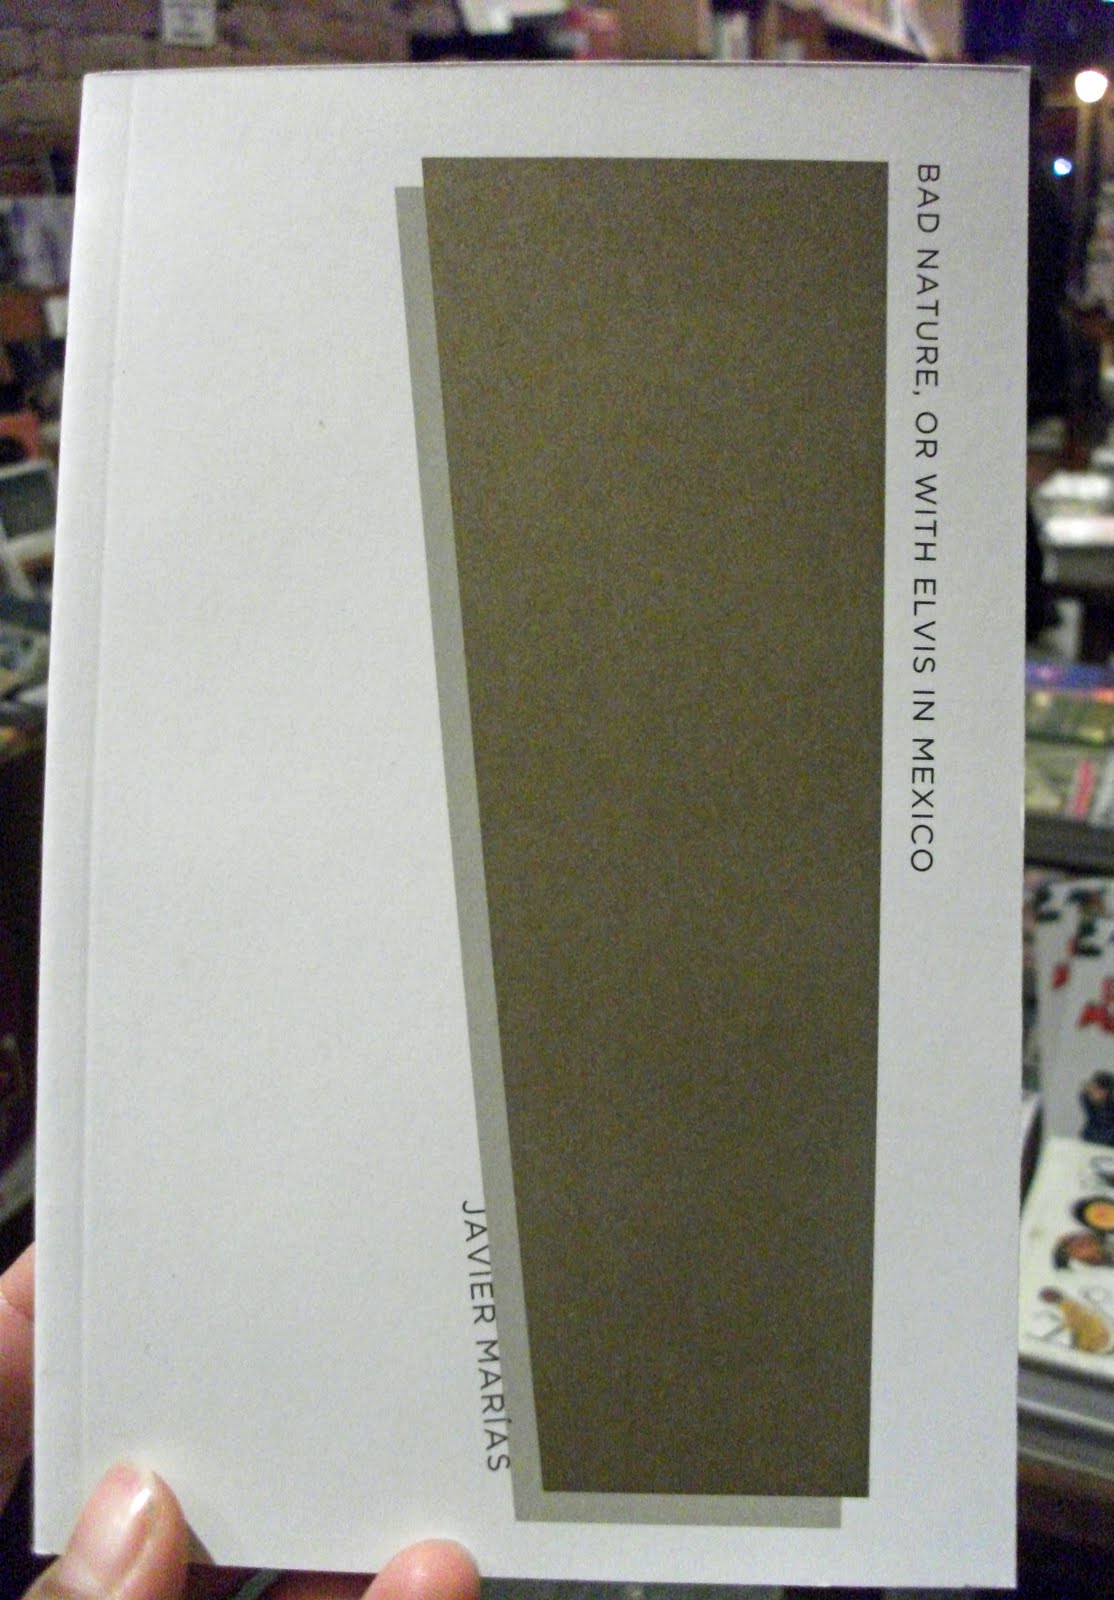 BAD NATURE, OR WITH ELVIS IN MEXICO
JAVIER MARÍAS